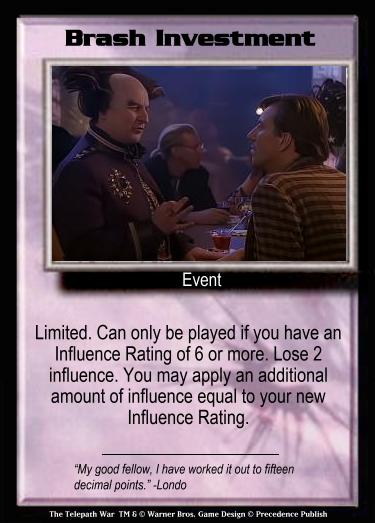 Brash Investment
Event
Limited. Can only be played if you have an
Influence Rating of 6 or more. Lose 2
influence. You may apply an additional
amount of influence equal to your new
Influence Rating.
"My good fellow, I have worked it out to fifteen
decimal points." -Londo
The Telepath War TM & © Warner Bros. Game Design © Precedence Publish